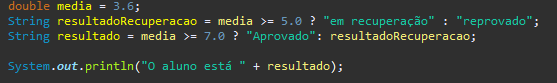 double media = 3.6;
String resultadoRecuperacao = media >= 5.0 ? "em recuperação" : "reprovado";
String resultado = media >= 7.0 ? "Aprovado": resultadoRecuperacao;
System.out.println("O aluno está " + resultado);